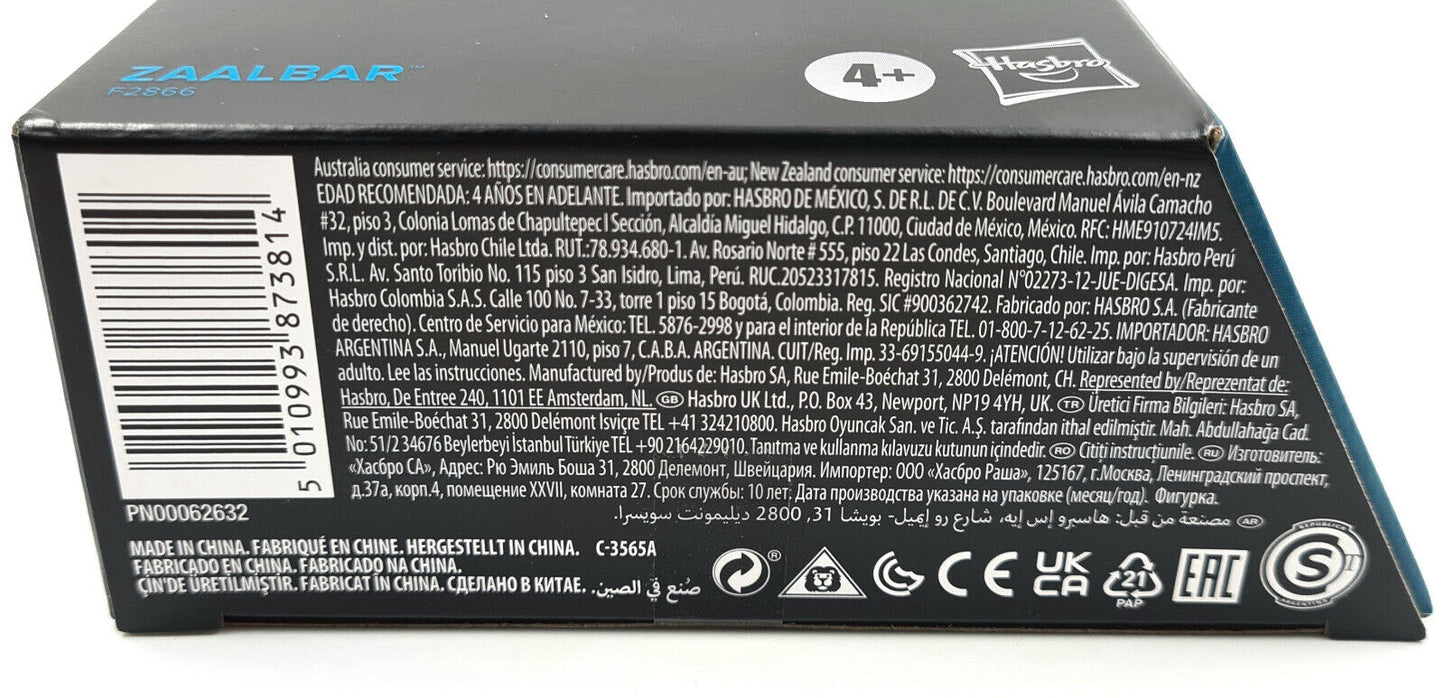 ZAALBAR™
F2866
4+
Hasbro
Australia consumer service: https://consumercare.hasbro.com/en-au; New Zealand consumer service: https://consumercare.hasbro.com/en-nz
EDAD RECOMENDADA: 4 AÑOS EN ADELANTE. Importado por: HASBRO DE MÉXICO, S. DE R.L. DE C.V. Boulevard Manuel Ávila Camacho
#32, piso 3, Colonia Lomas de Chapultepec I Sección, Alcaldía Miguel Hidalgo, C.P. 11000, Ciudad de México, México. RFC: HME910724IM5.
Imp. y dist. por: Hasbro Chile Ltda. RUT.:78.934.680-1. Av. Rosario Norte # 555, piso 22 Las Condes, Santiago, Chile. Imp. por: Hasbro Perú
S.R.L. Av. Santo Toribio No. 115 piso 3 San Isidro, Lima, Perú. RUC.20523317815. Registro Nacional N°02273-12-JUE-DIGESA. Imp. por:
Hasbro Colombia S.A.S. Calle 100 No. 7-33, torre 1 piso 15 Bogotá, Colombia. Reg. SIC #900362742. Fabricado por: HASBRO S.A. (Fabricante
de derecho). Centro de Servicio para México: TEL. 5876-2998 y para el interior de la República TEL. 01-800-7-12-62-25. IMPORTADOR: HASBRO
ARGENTINA S.A., Manuel Ugarte 2110, piso 7, C.A.B.A. ARGENTINA. CUIT/Reg. Imp. 33-69155044-9. ¡ATENCIÓN! Utilizar bajo la supervisión de un
adulto. Lee las instrucciones. Manufactured by/Produs de: Hasbro SA, Rue Emile-Boéchat 31, 2800 Delémont, CH. Represented by/Reprezentat de:
Hasbro, De Entree 240, 1101 EE Amsterdam, NL. GB Hasbro UK Ltd., P.O. Box 43, Newport, NP19 4YH, UK. TR Üretici Firma Bilgileri: Hasbro SA,
Rue Emile-Boéchat 31, 2800 Delémont İsviçre TEL +41 324210800. Hasbro Oyuncak San. ve Tic. A.Ş. tarafından ithal edilmiştir. Mah. Abdullahağa Cad.
No: 51/2 34676 Beylerbeyi İstanbul Türkiye TEL +90 2164229010. Tanıtma ve kullanma kılavuzu kutunun içindedir. RO Citiți instrucțiunile. RU Изготовитель:
«Хасбро СА», Адрес: Рю Эмиль Боша 31, 2800 Делемонт, Швейцария. Импортер: ООО «Хасбро Раша», 125167, г.Москва, Ленинградский проспект,
д.37а, корп.4, помещение XXVII, комната 27. Срок службы: 10 лет. Дата производства указана на упаковке (месяц/год). Фигурка.
AR مصنعة من قبل: هاسبرو إس إيه، شارع رو إيميل- بويشا 31, 2800 ديليمونت سويسرا.
5 010993 873814
PN00062632
MADE IN CHINA. FABRIQUÉ EN CHINE. HERGESTELLT IN CHINA. C-3565A
FABRICADO EN CHINA. FABRICADO NA CHINA.
ÇİN'DE ÜRETİLMİŞTİR. FABRICAT ÎN CHINA. СДЕЛАНО В КИТАЕ. صُنع في الصين.
®
CE
UK
CA
21
PAP
EAC
REPUBLICA
S
ARGENTINA